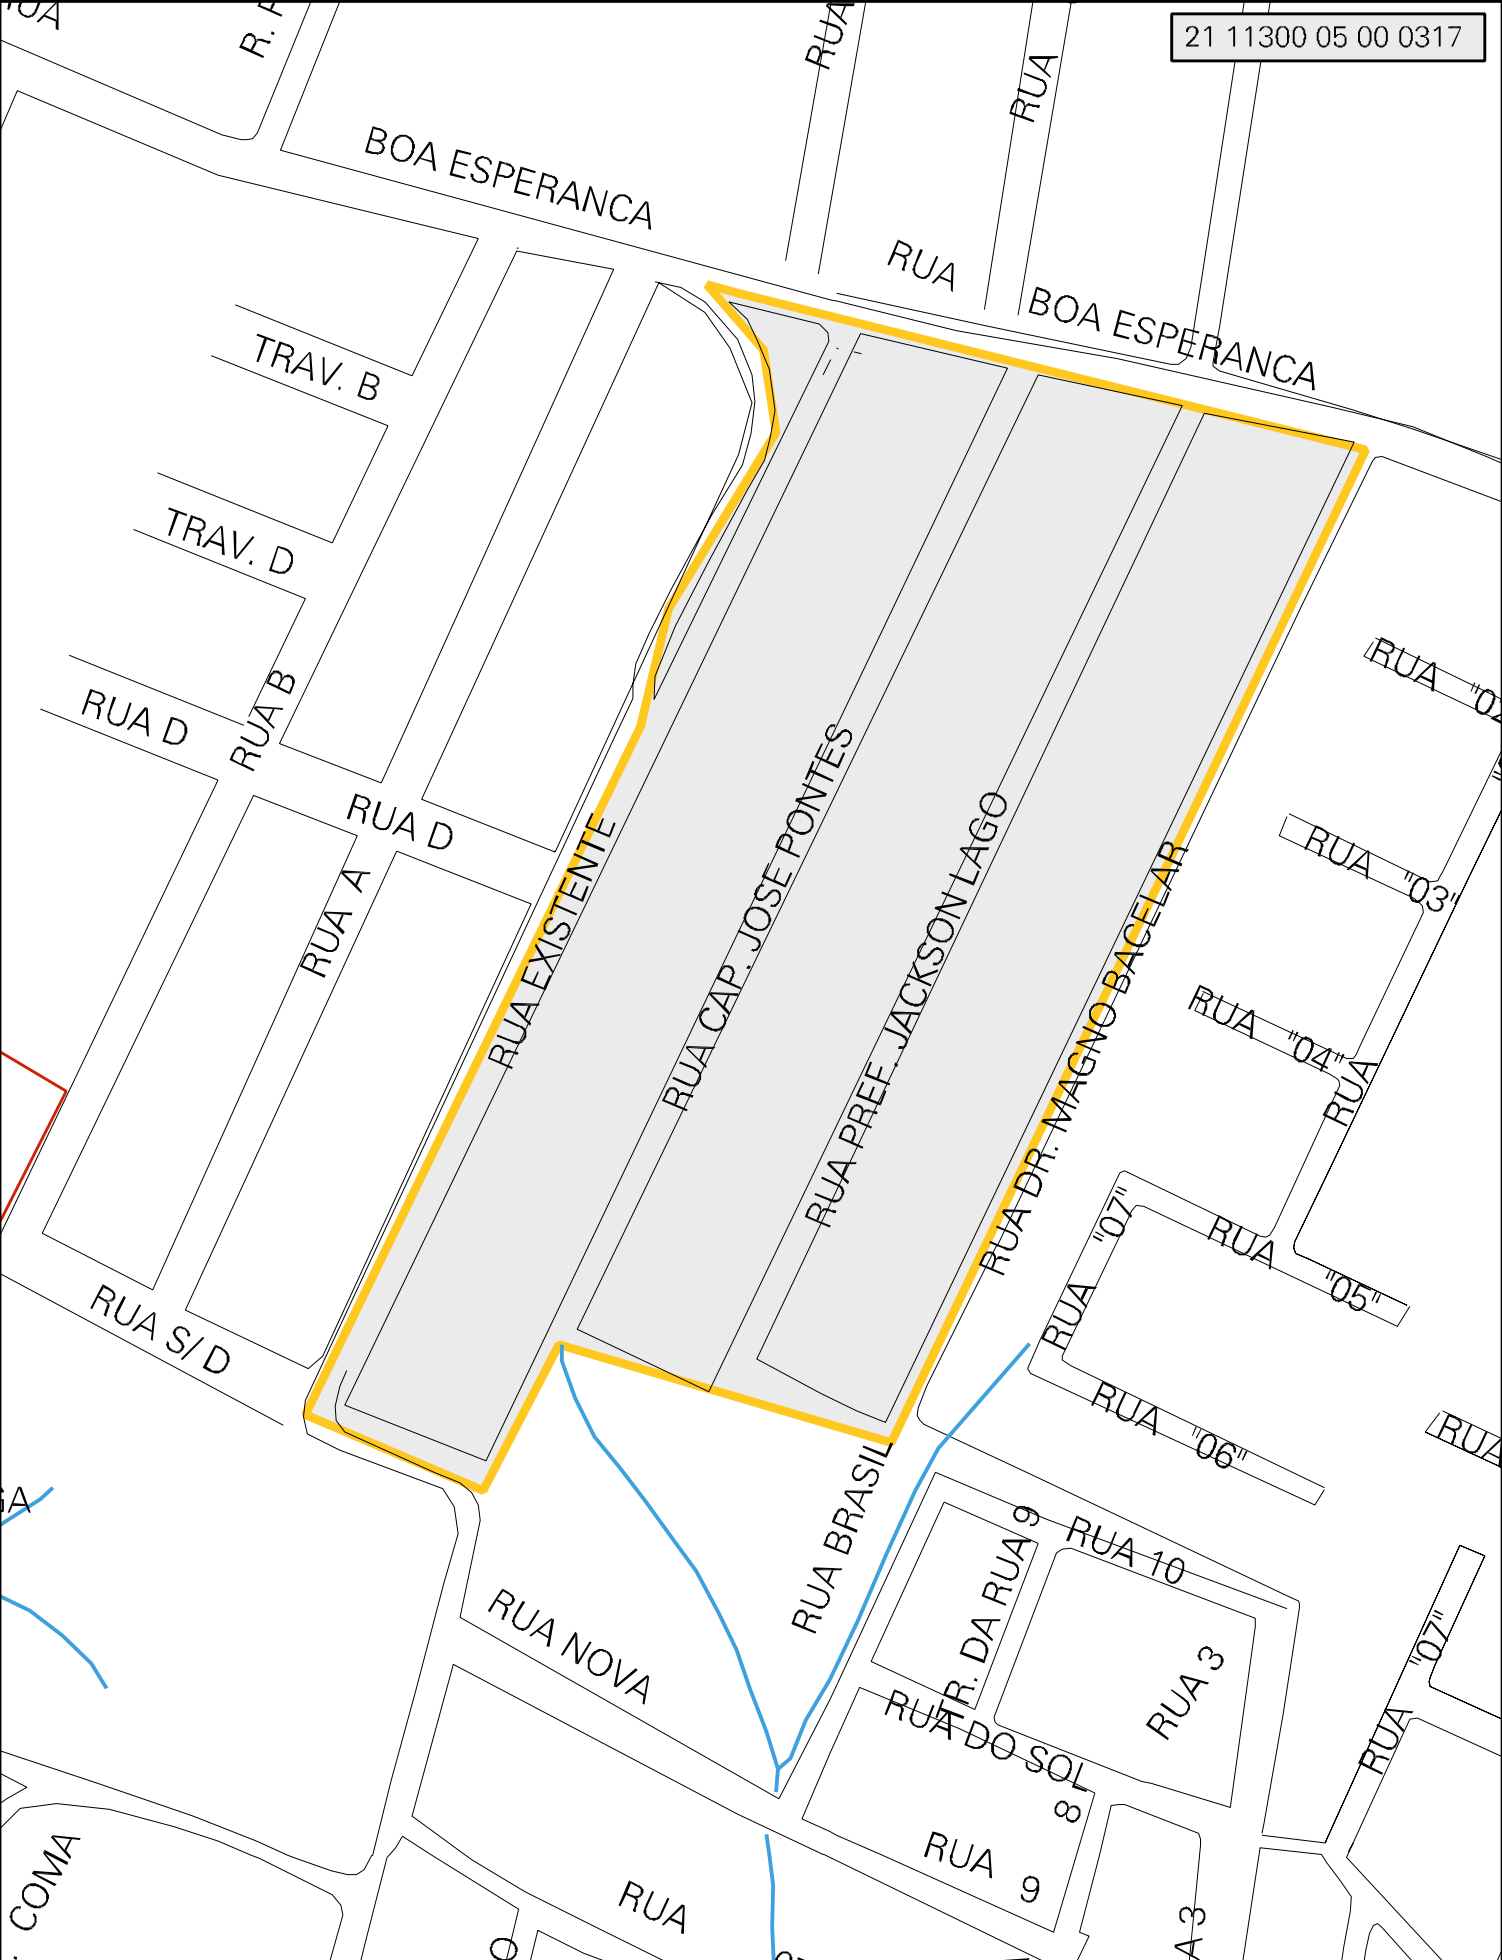 21 11300 05 00 0317
RUA
RUA
BOA ESPERANCA
RUA
BOA ESPERANCA
TRAV. B
TRAV. D
RUA D
RUA B
RUA D
RUA A
RUA EXISTENTE
RUA CAP. JOSE PONTES
RUA PREF. JACKSON LAGO
RUA DR. MAGNO BACELAR
RUA "02
RUA "03"
RUA "04"
RUA
RUA "05"
RUA "07"
RUA "06"
RUA
RUA S/ D
RUA BRASIL
RUA NOVA
TR. DA RUA 9
RUA 10
RUA 3
RUA DO SOL
8
RUA 9
RUA "07"
COMA
RUA
A 3